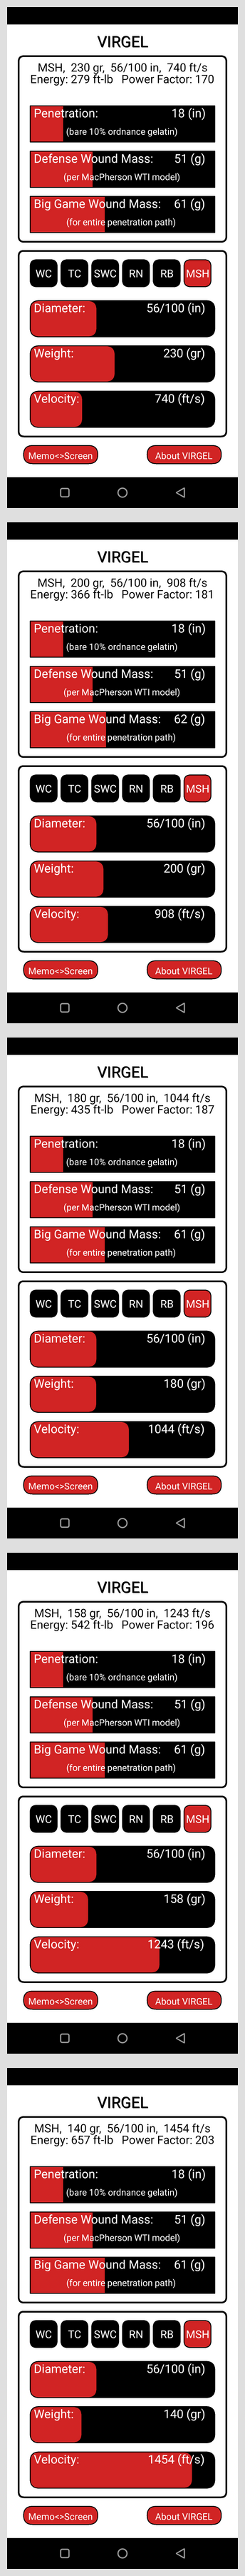 VIRGEL
MSH, 230 gr, 56/100 in, 740 ft/s
Energy: 279 ft-lb Power Factor: 170
Penetration: 18 (in)
(bare 10% ordnance gelatin)
Defense Wound Mass: 51 (g)
(per MacPherson WTI model)
Big Game Wound Mass: 61 (g)
(for entire penetration path)
WC TC SWC RN RB MSH
Diameter: 56/100 (in)
Weight: 230 (gr)
Velocity: 740 (ft/s)
Memo<>Screen About VIRGEL
VIRGEL
MSH, 200 gr, 56/100 in, 908 ft/s
Energy: 366 ft-lb Power Factor: 181
Penetration: 18 (in)
(bare 10% ordnance gelatin)
Defense Wound Mass: 51 (g)
(per MacPherson WTI model)
Big Game Wound Mass: 62 (g)
(for entire penetration path)
WC TC SWC RN RB MSH
Diameter: 56/100 (in)
Weight: 200 (gr)
Velocity: 908 (ft/s)
Memo<>Screen About VIRGEL
VIRGEL
MSH, 180 gr, 56/100 in, 1044 ft/s
Energy: 435 ft-lb Power Factor: 187
Penetration: 18 (in)
(bare 10% ordnance gelatin)
Defense Wound Mass: 51 (g)
(per MacPherson WTI model)
Big Game Wound Mass: 61 (g)
(for entire penetration path)
WC TC SWC RN RB MSH
Diameter: 56/100 (in)
Weight: 180 (gr)
Velocity: 1044 (ft/s)
Memo<>Screen About VIRGEL
VIRGEL
MSH, 158 gr, 56/100 in, 1243 ft/s
Energy: 542 ft-lb Power Factor: 196
Penetration: 18 (in)
(bare 10% ordnance gelatin)
Defense Wound Mass: 51 (g)
(per MacPherson WTI model)
Big Game Wound Mass: 61 (g)
(for entire penetration path)
WC TC SWC RN RB MSH
Diameter: 56/100 (in)
Weight: 158 (gr)
Velocity: 1243 (ft/s)
Memo<>Screen About VIRGEL
VIRGEL
MSH, 140 gr, 56/100 in, 1454 ft/s
Energy: 657 ft-lb Power Factor: 203
Penetration: 18 (in)
(bare 10% ordnance gelatin)
Defense Wound Mass: 51 (g)
(per MacPherson WTI model)
Big Game Wound Mass: 61 (g)
(for entire penetration path)
WC TC SWC RN RB MSH
Diameter: 56/100 (in)
Weight: 140 (gr)
Velocity: 1454 (ft/s)
Memo<>Screen About VIRGEL